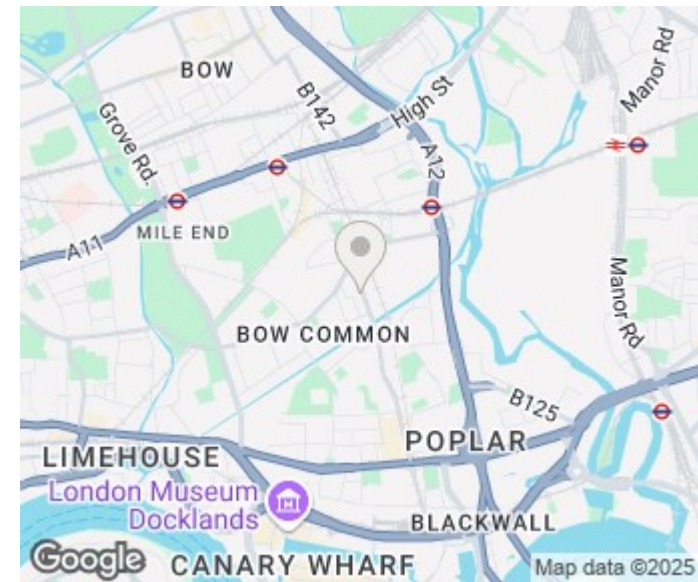 BOW
B142
High St
Manor Rd
Grove Rd.
A12
MILE END
A11
BOW COMMON
Manor Rd
B125
POPLAR
LIMEHOUSE
London Museum
Docklands
BLACKWALL
CANARY WHARF
Google
Map data ©2025